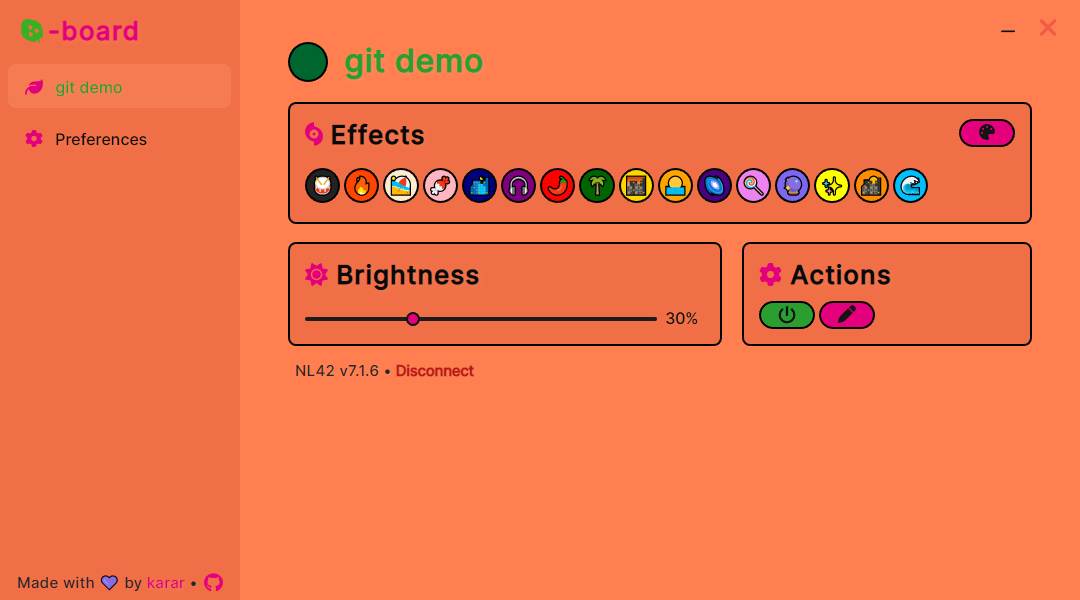 -board
git demo
Preferences
git demo
Effects
Brightness
30%
Actions
NL42 v7.1.6 • Disconnect
Made with 💜 by karar •